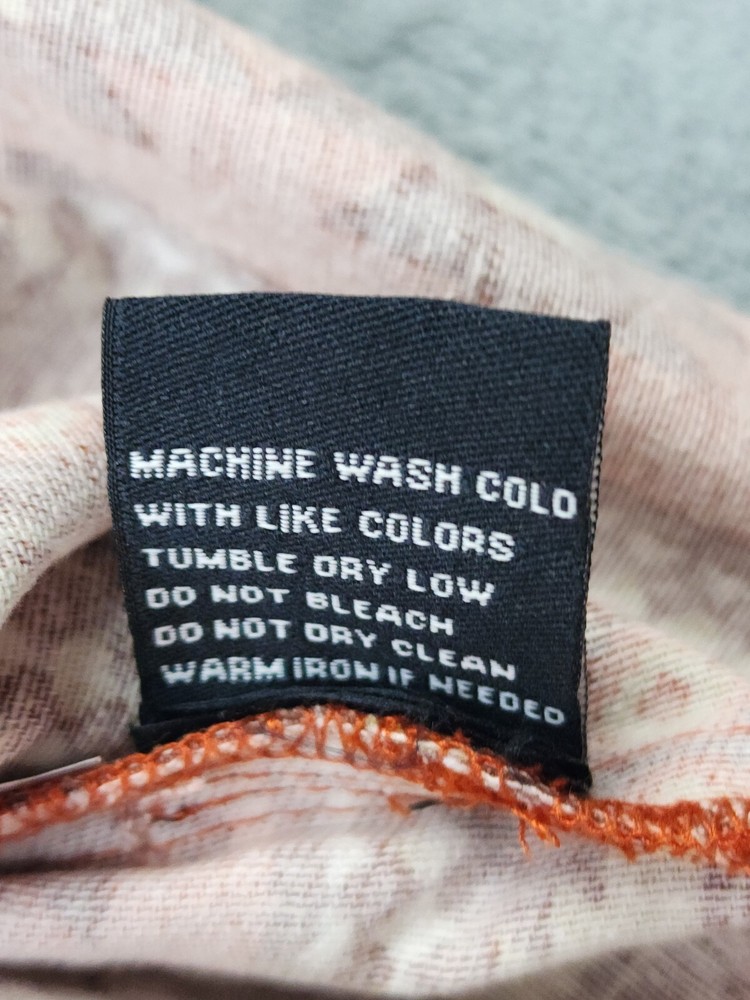 MACHINE WASH COLD
WITH LIKE COLORS
TUMBLE DRY LOW
DO NOT BLEACH
DO NOT DRY CLEAN
WARM IRON IF NEEDED